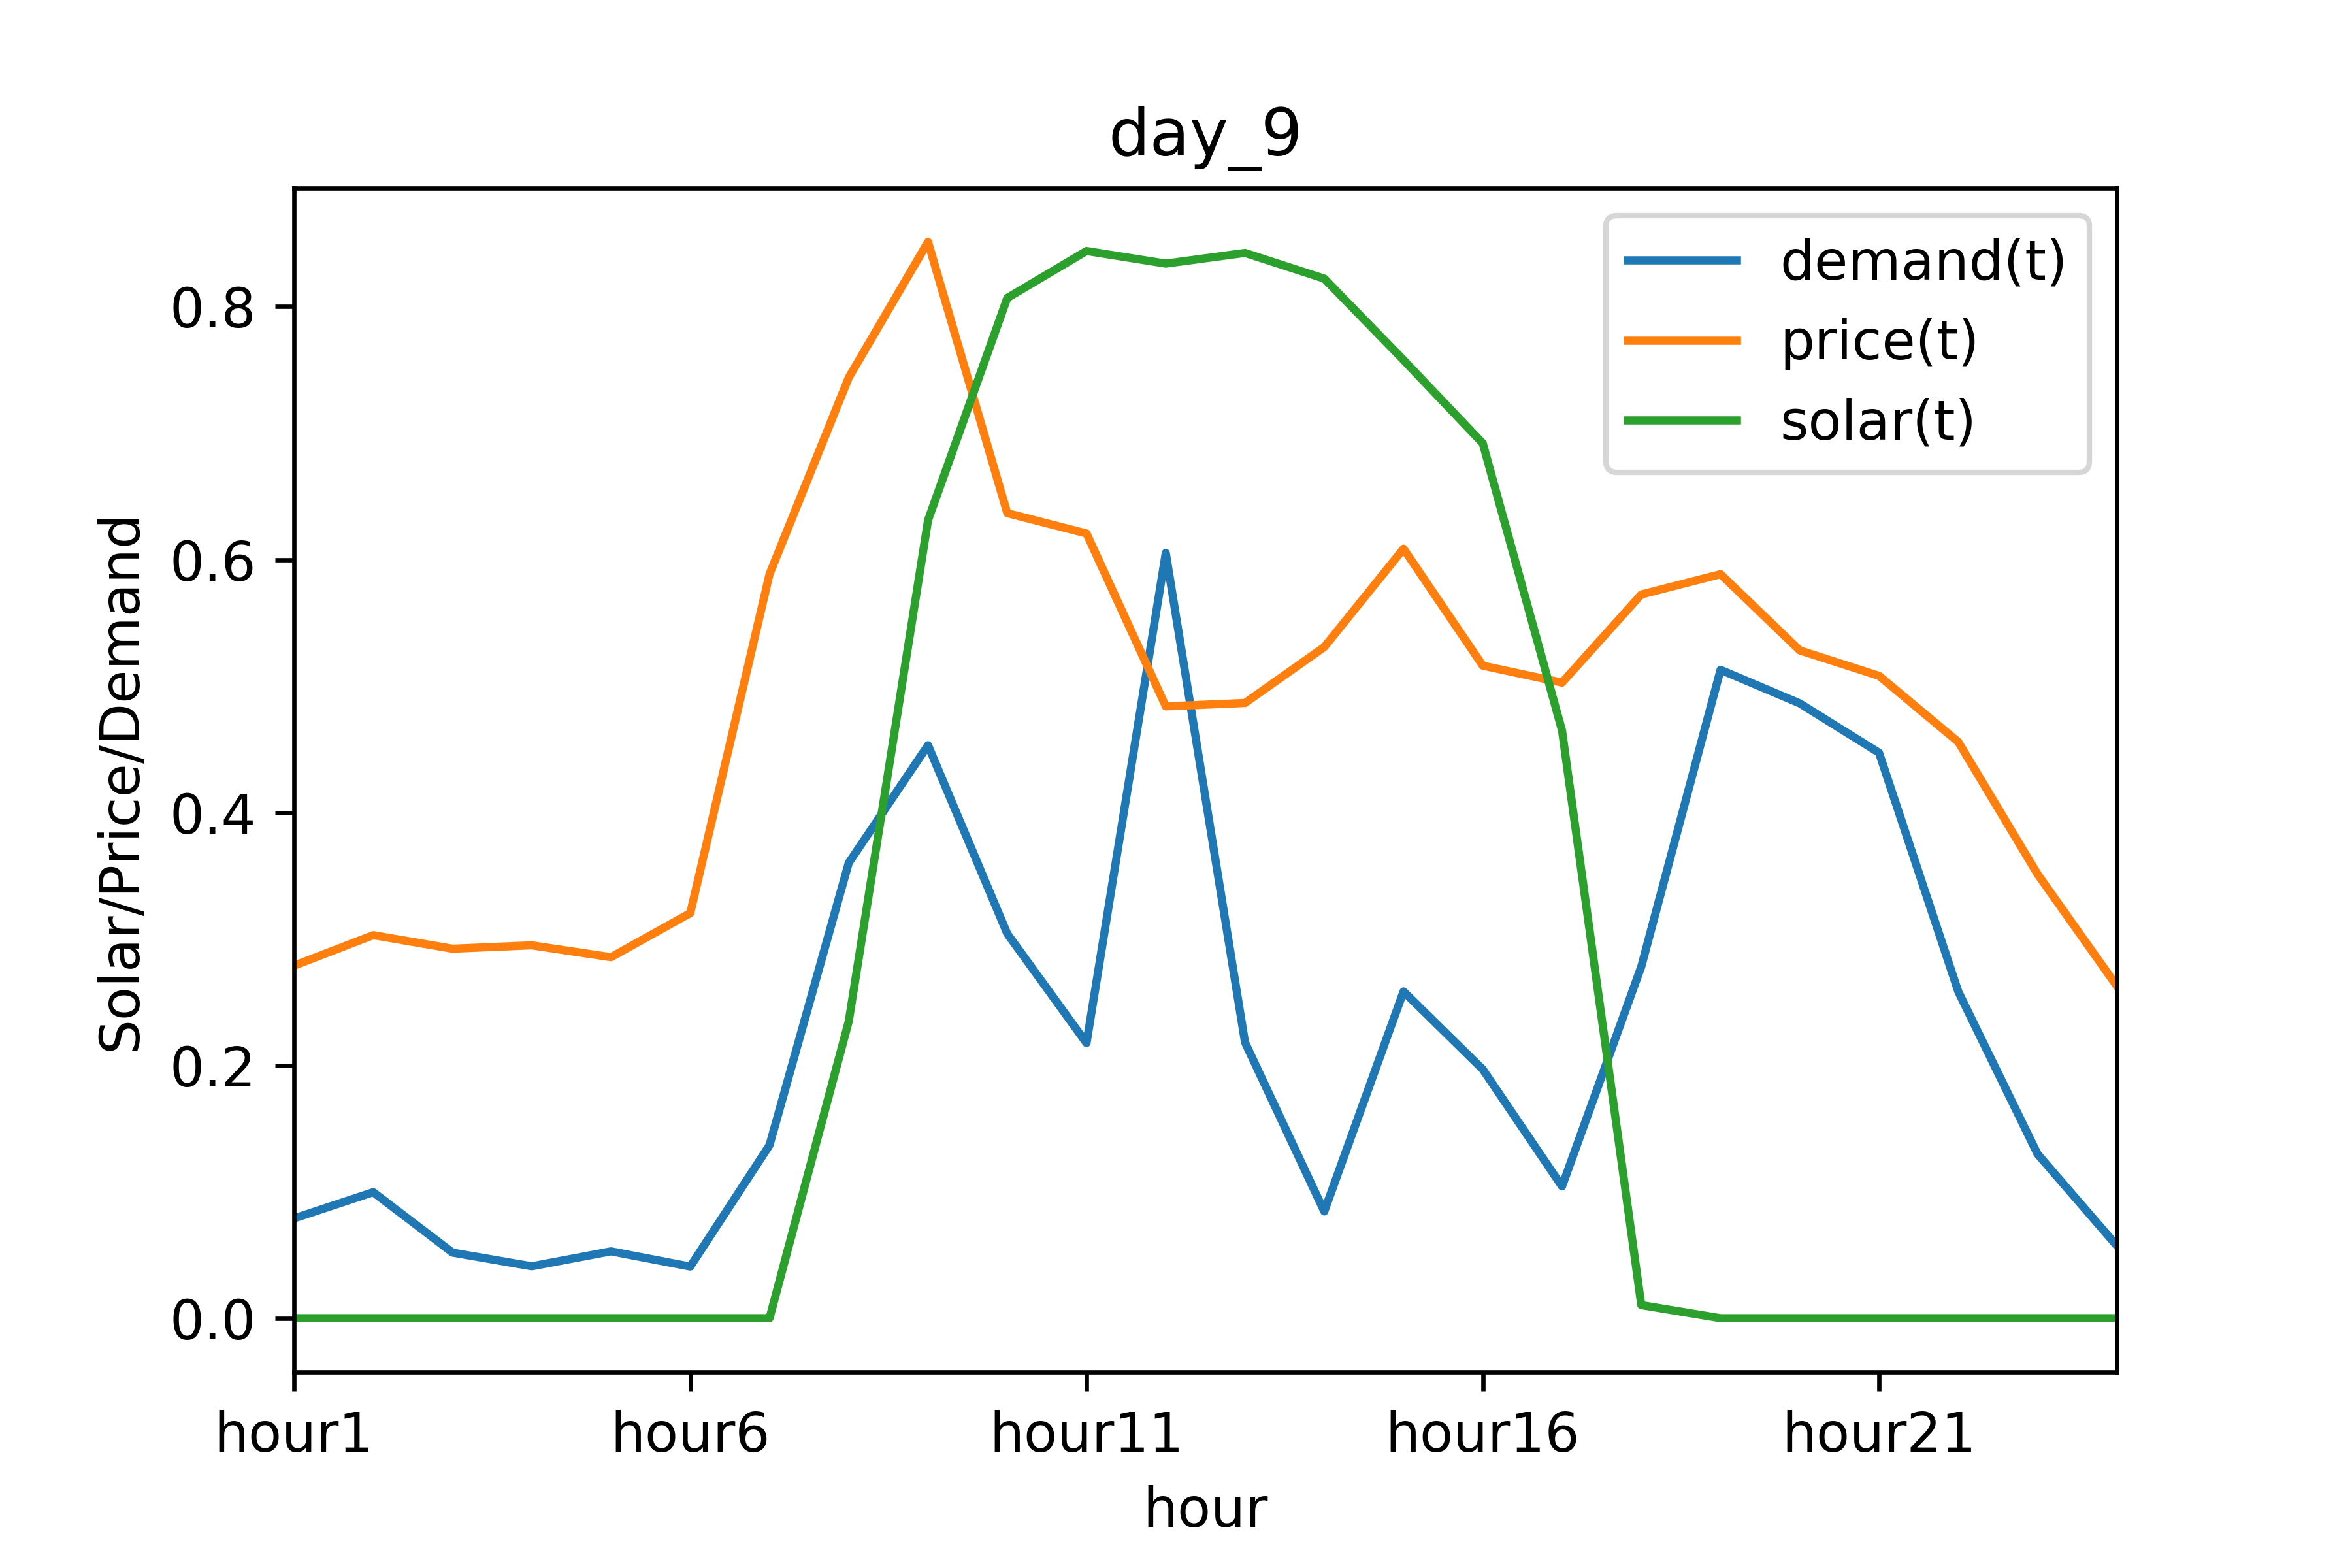 day_9
demand(t)
price(t)
solar(t)
Solar/Price/Demand
0.8
0.6
0.4
0.2
0.0
hour1 hour6 hour11 hour16 hour21
hour